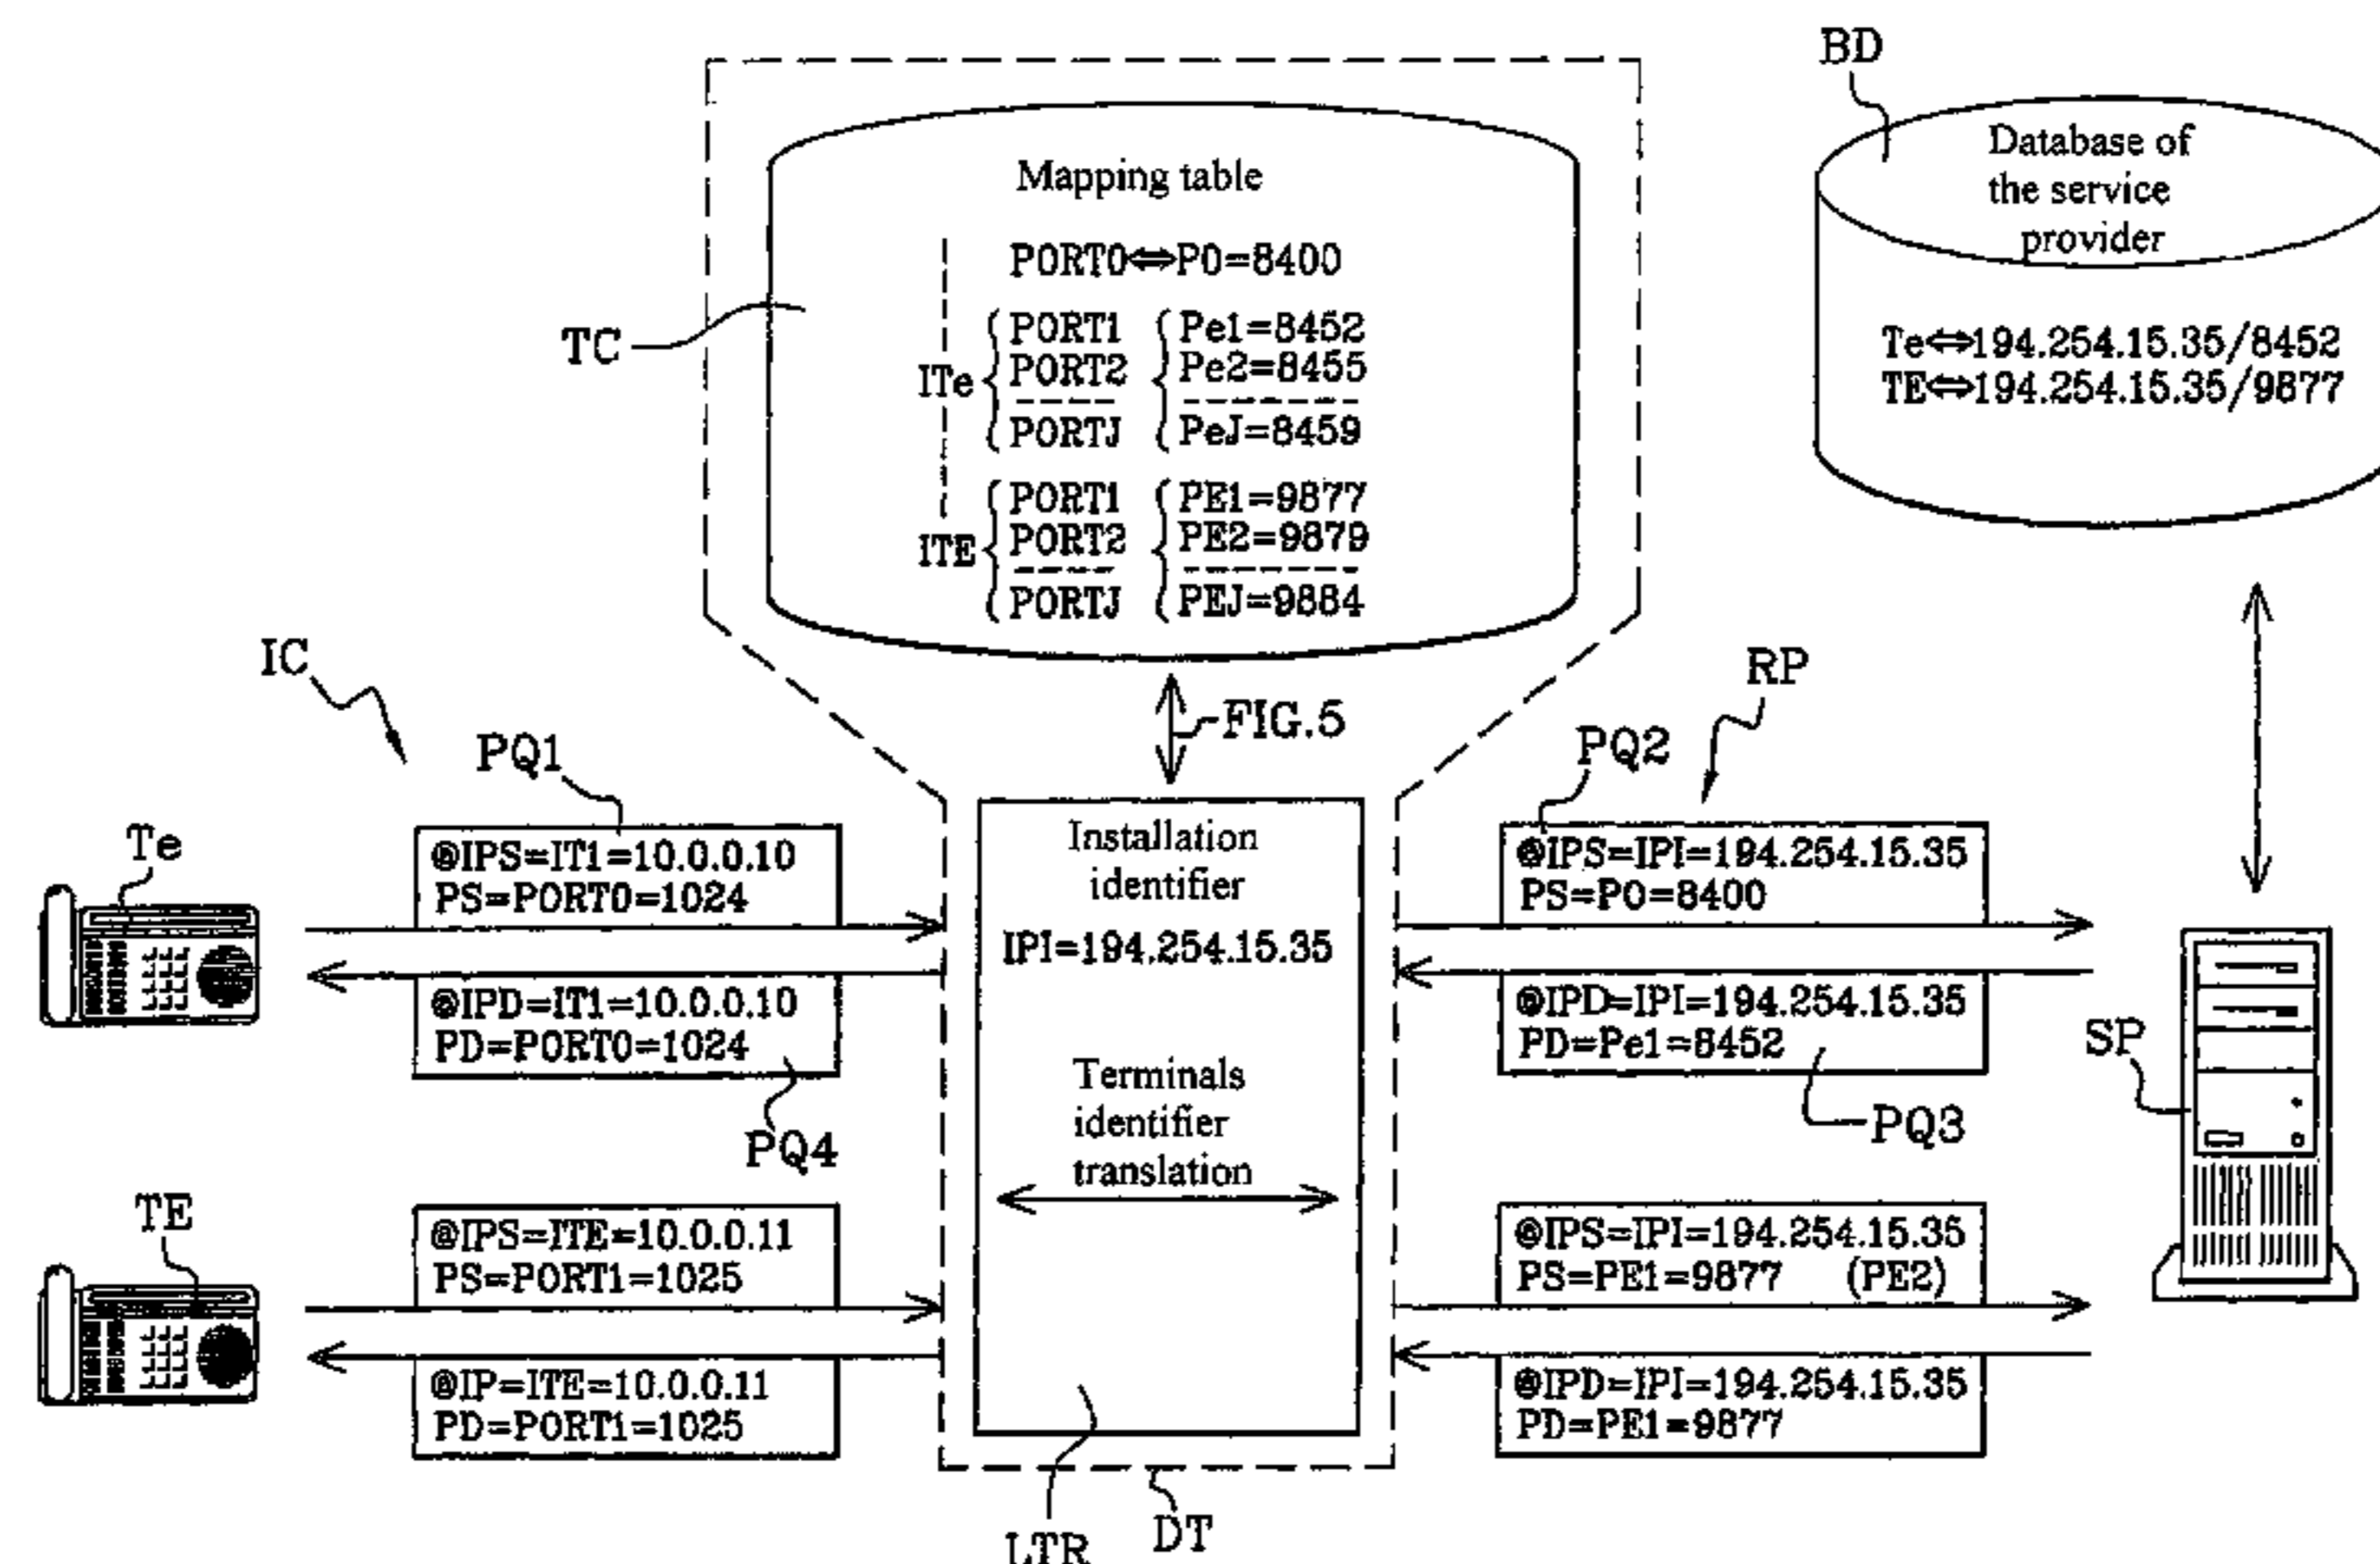 BD
Database of
the service
provider
Te⇔194.254.15.35/8452
TE⇔194.254.15.35/9877
Mapping table
PORT0⇔P0=8400
TC
ITe
PORT1 Pe1=8452
PORT2 Pe2=8455
PORTJ PeJ=8459
ITE
PORT1 PE1=9877
PORT2 PE2=9879
PORTJ PEJ=9884
IC
FIG.5
RP
PQ1
PQ2
Te
@IPS=IT1=10.0.0.10
PS=PORT0=1024
@IPD=IT1=10.0.0.10
PD=PORT0=1024
PQ4
Installation
identifier
IPI=194.254.15.35
Terminals
identifier
translation
@IPS=IPI=194.254.15.35
PS=P0=8400
@IPD=IPI=194.254.15.35
PD=Pe1=8452
PQ3
SP
TE
@IPS=ITE=10.0.0.11
PS=PORT1=1025
@IP=ITE=10.0.0.11
PD=PORT1=1025
@IPS=IPI=194.254.15.35
PS=PE1=9877 (PE2)
@IPD=IPI=194.254.15.35
PD=PE1=9877
LTR
DT